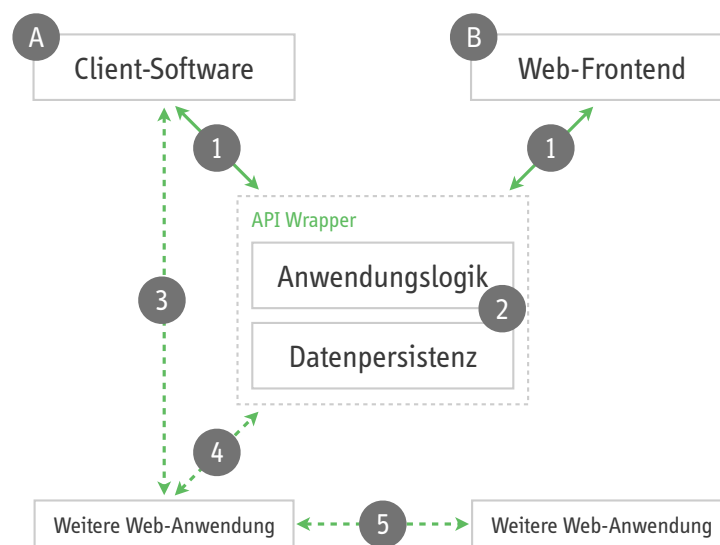 A
Client-Software
B
Web-Frontend
1
1
API Wrapper
Anwendungslogik
2
Datenpersistenz
3
4
Weitere Web-Anwendung
5
Weitere Web-Anwendung